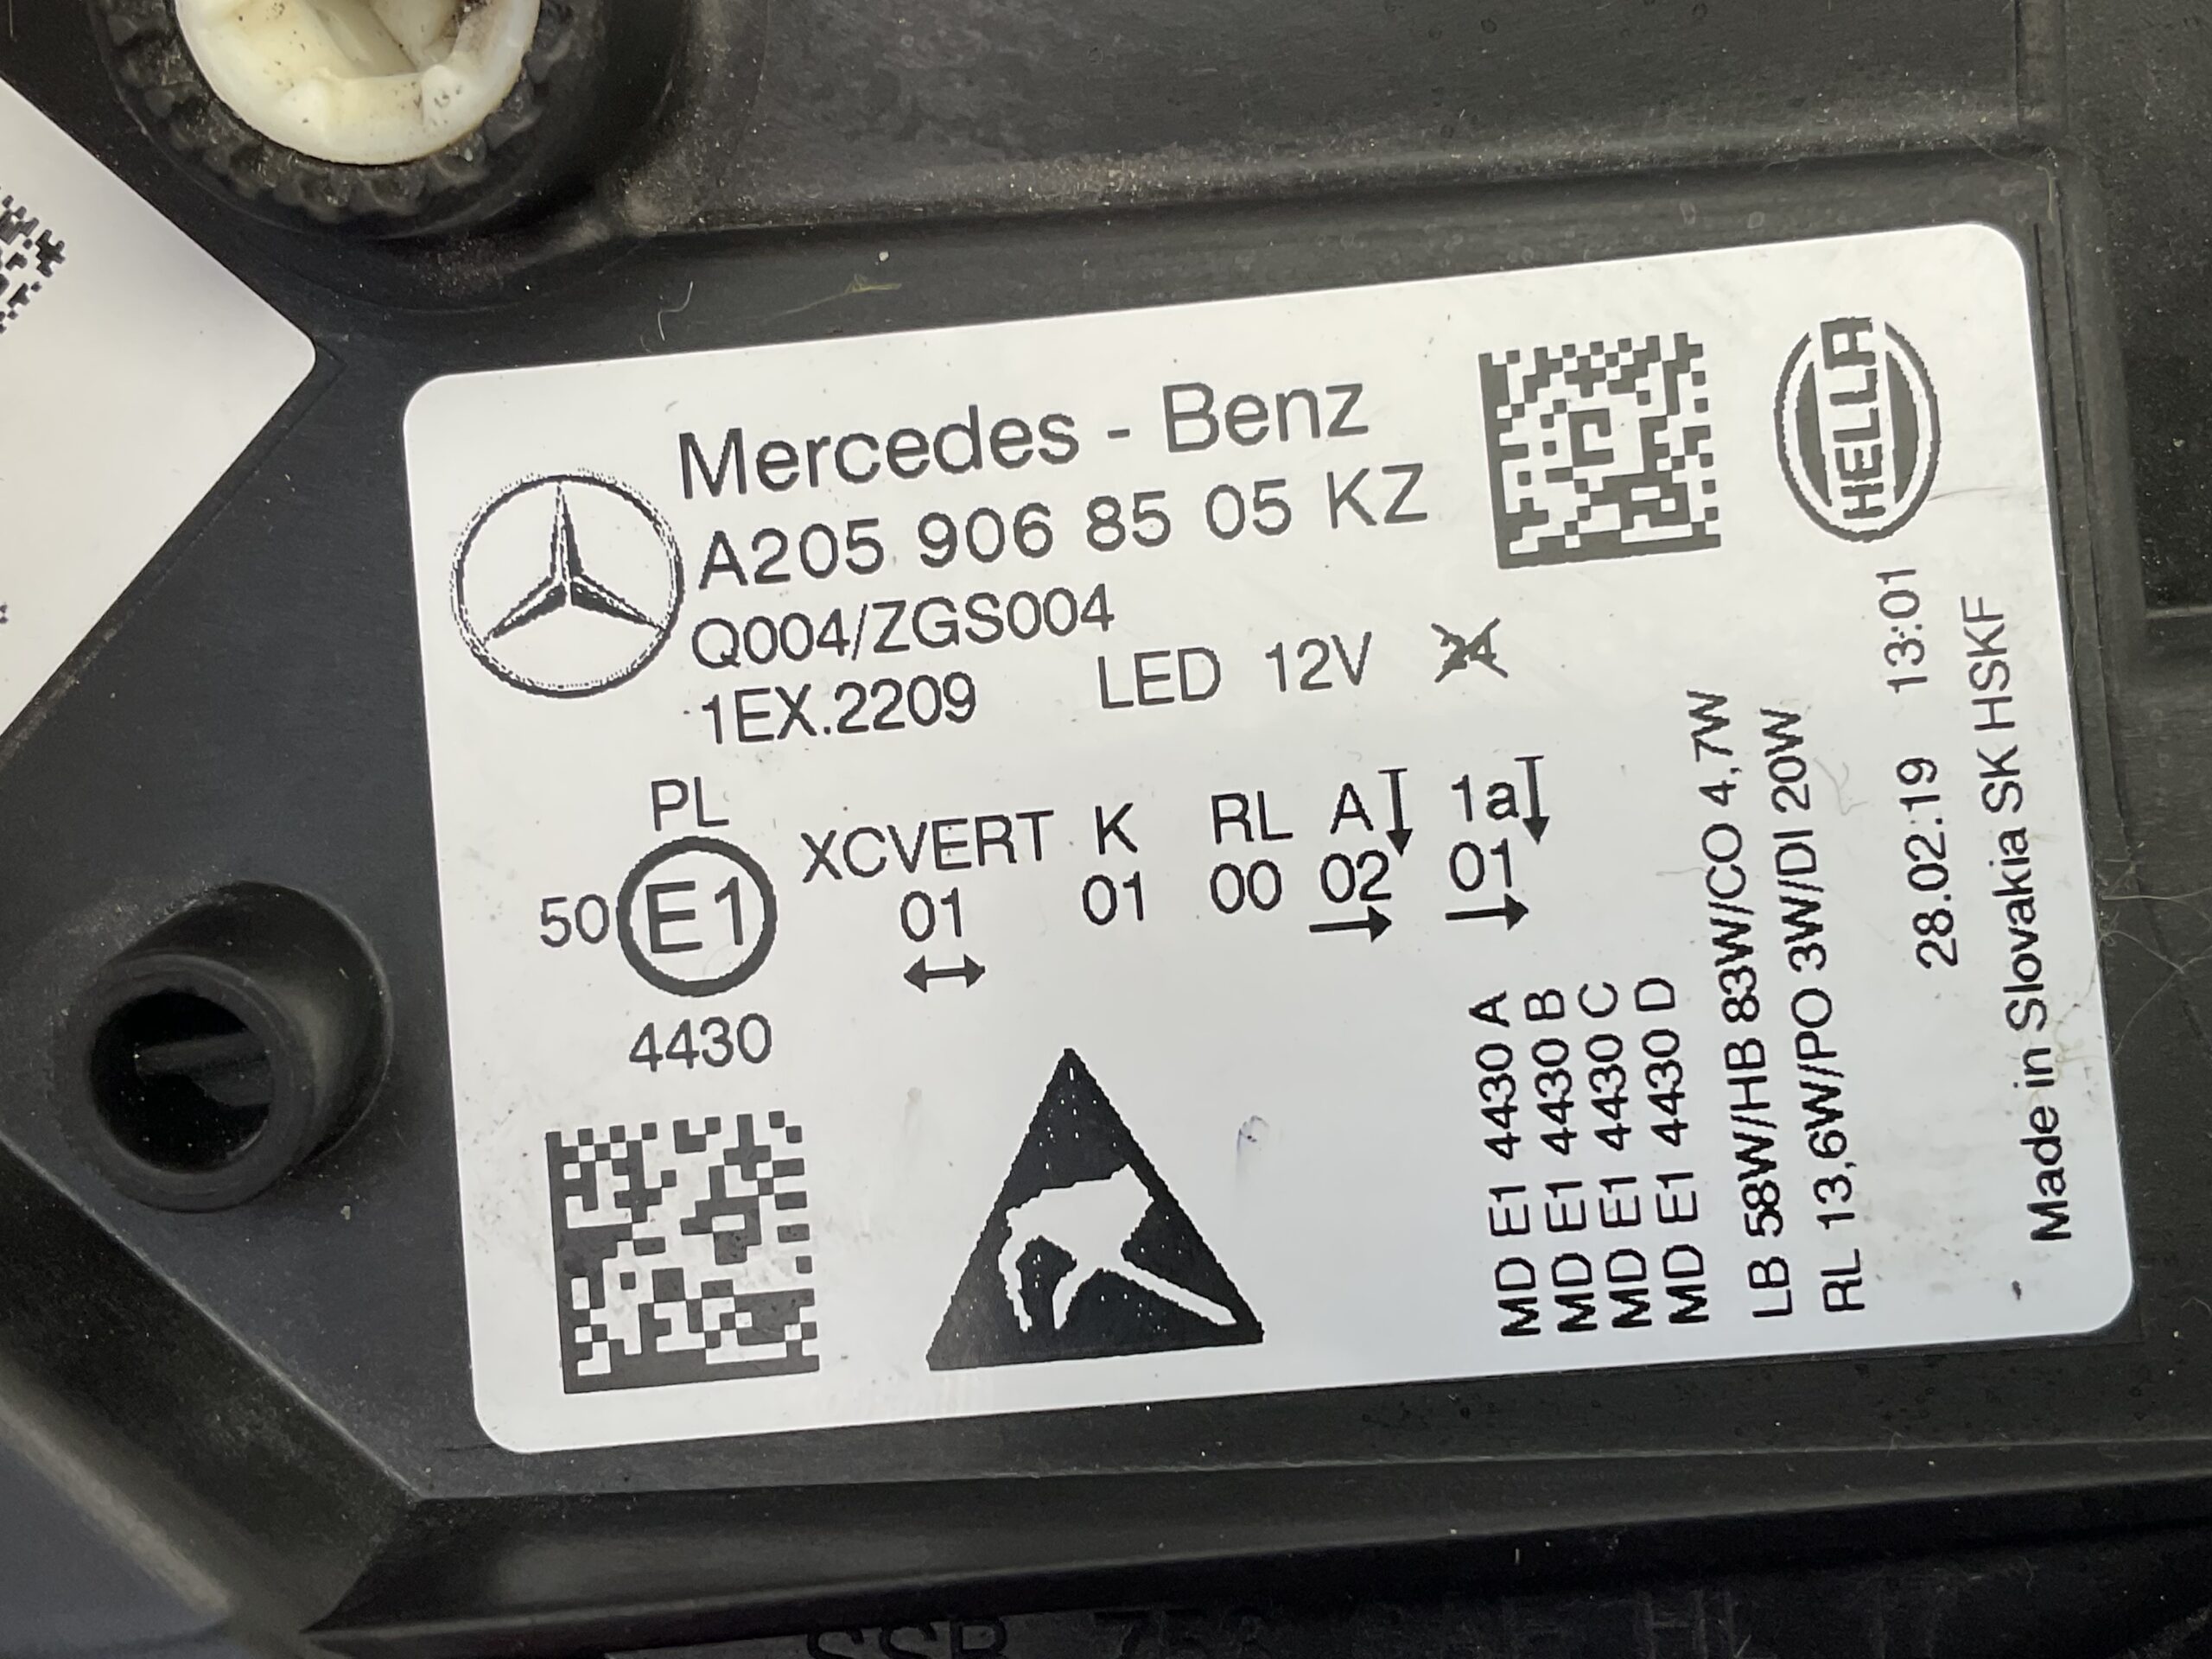 Mercedes - Benz
A205 906 85 05 KZ
Q004/ZGS004
1EX.2209 LED 12V
HELLA
PL
XCVERT K RL A 1a
50 E1 01 01 00 02 01
4430
MD E1 4430 A
MD E1 4430 B
MD E1 4430 C
MD E1 4430 D
LB 58W/HB 83W/CO 4,7W
RL 13,6W/PO 3W/DI 20W
28.02.19 13:01
Made in Slovakia SK HSKF